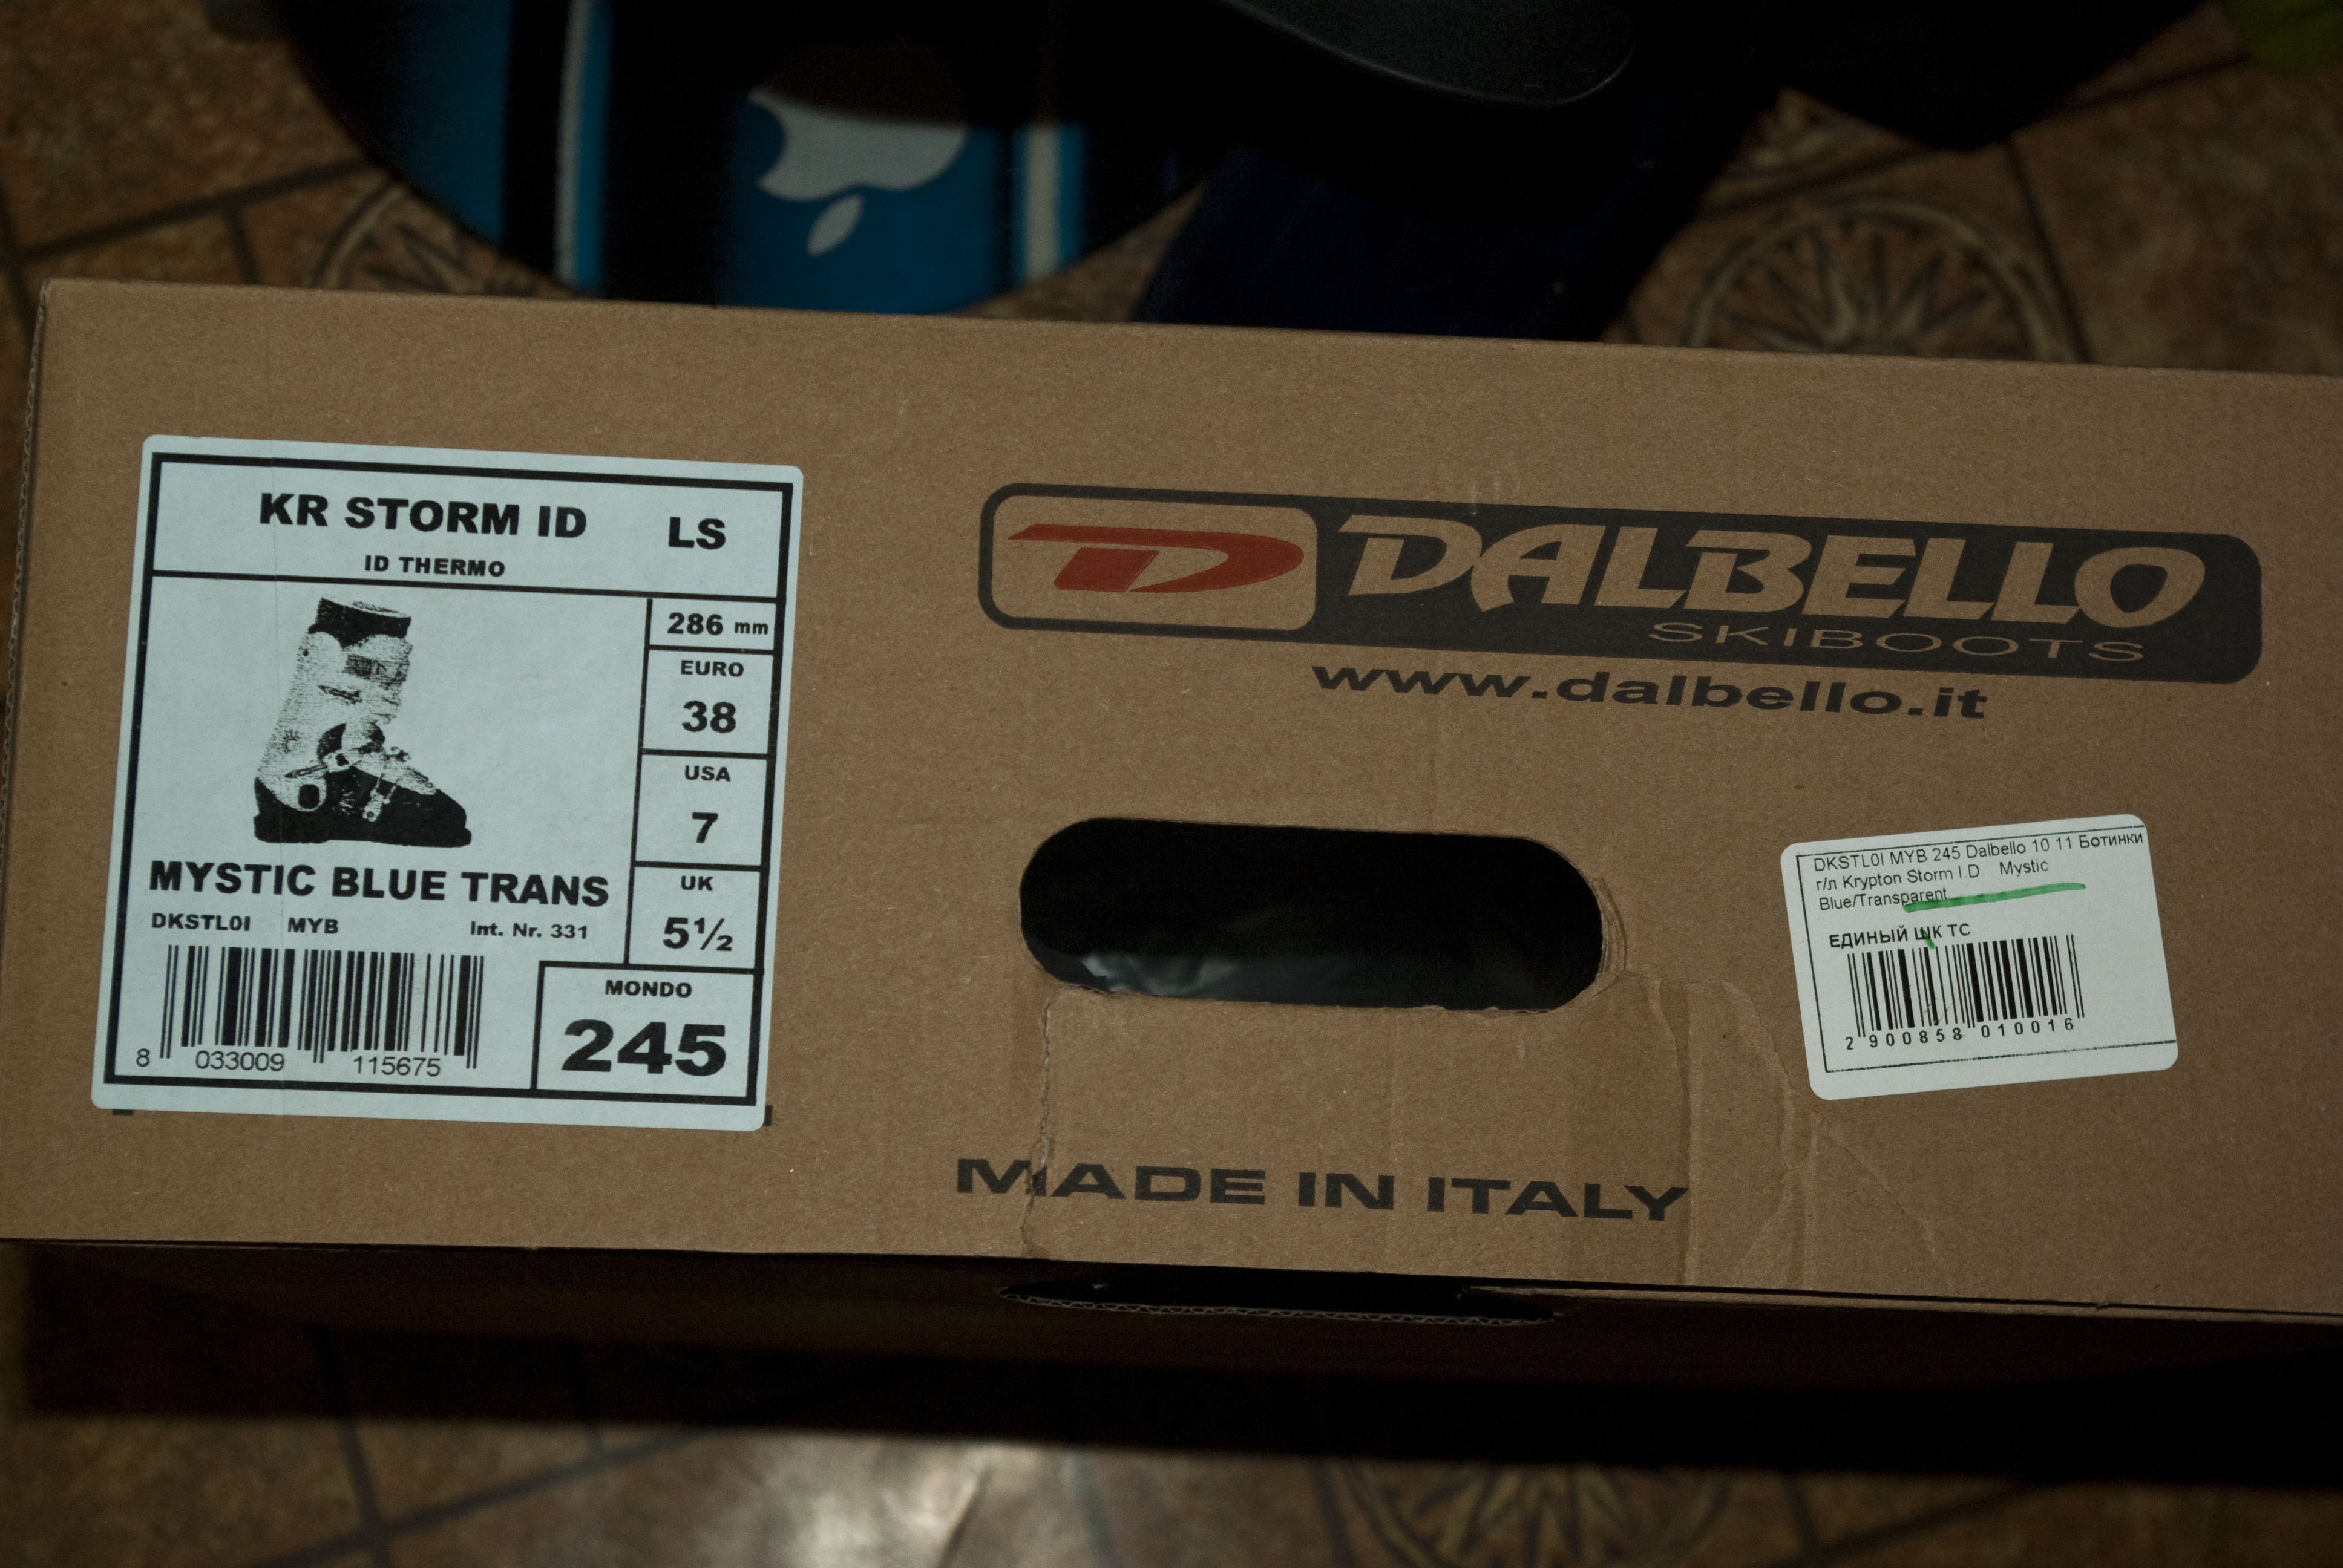 KR STORM ID LS
ID THERMO
286 mm
EURO
38
USA
7
UK
5½
MYSTIC BLUE TRANS
DKSTL0I MYB Int. Nr. 331
MONDO
245
8 033009 115675
DALBELLO
SKIBOOTS
www.dalbello.it
MADE IN ITALY
DKSTL0I MYB 245 Dalbello 10 11 Ботинки
г/л Krypton Storm I.D Mystic
Blue/Transparent
ЕДИНЫЙ ШК ТС
2 900858 010016